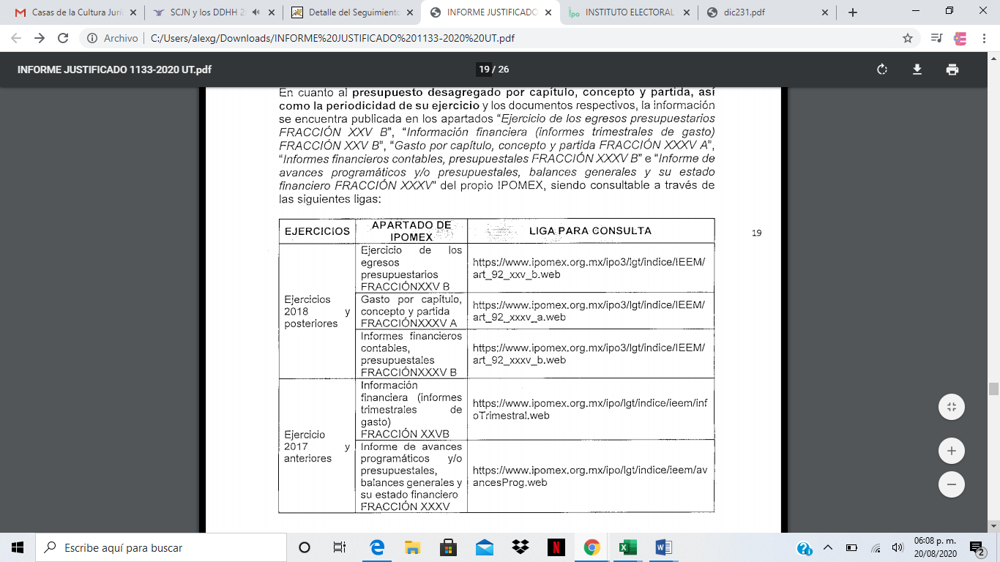 Casas de la Cultura Juríd
SCJN y los DDHH 2
Detalle del Seguimiento
INFORME JUSTIFICADO
INSTITUTO ELECTORAL
dic231.pdf
Archivo
C:/Users/alexg/Downloads/INFORME%20JUSTIFICADO%201133-2020%20UT.pdf
INFORME JUSTIFICADO 1133-2020 UT.pdf
19 / 26
En cuanto al presupuesto desagregado por capítulo, concepto y partida, así
como la periodicidad de su ejercicio y los documentos respectivos, la información
se encuentra publicada en los apartados “Ejercicio de los egresos presupuestarios
FRACCIÓN XXV B”, “Información financiera (informes trimestrales de gasto)
FRACCIÓN XXV B”, “Gasto por capítulo, concepto y partida FRACCIÓN XXXV A”,
“Informes financieros contables, presupuestales FRACCIÓN XXXV B” e “Informe de
avances programáticos y/o presupuestales, balances generales y su estado
financiero FRACCIÓN XXXV” del propio IPOMEX, siendo consultable a través de
las siguientes ligas:
EJERCICIOS
APARTADO DE
IPOMEX
LIGA PARA CONSULTA
19
Ejercicios
2018 y
posteriores
Ejercicio de los
egresos
presupuestarios
FRACCIÓNXXV B
https://www.ipomex.org.mx/ipo3/lgt/indice/IEEM/
art_92_xxv_b.web
Gasto por capítulo,
concepto y partida
FRACCIÓNXXXV A
https://www.ipomex.org.mx/ipo3/lgt/indice/IEEM/
art_92_xxxv_a.web
Informes financieros
contables,
presupuestales
FRACCIÓNXXXV B
https://www.ipomex.org.mx/ipo3/lgt/indice/IEEM/
art_92_xxxv_b.web
Ejercicio
2017 y
anteriores
Información
financiera (informes
trimestrales de
gasto)
FRACCIÓN XXVB
https://www.ipomex.org.mx/ipo/lgt/indice/ieem/inf
oTrimestral.web
Informe de avances
programáticos y/o
presupuestales,
balances generales y
su estado financiero
FRACCIÓN XXXV
https://www.ipomex.org.mx/ipo/lgt/indice/ieem/av
ancesProg.web
Escribe aquí para buscar
06:08 p. m.
20/08/2020
2